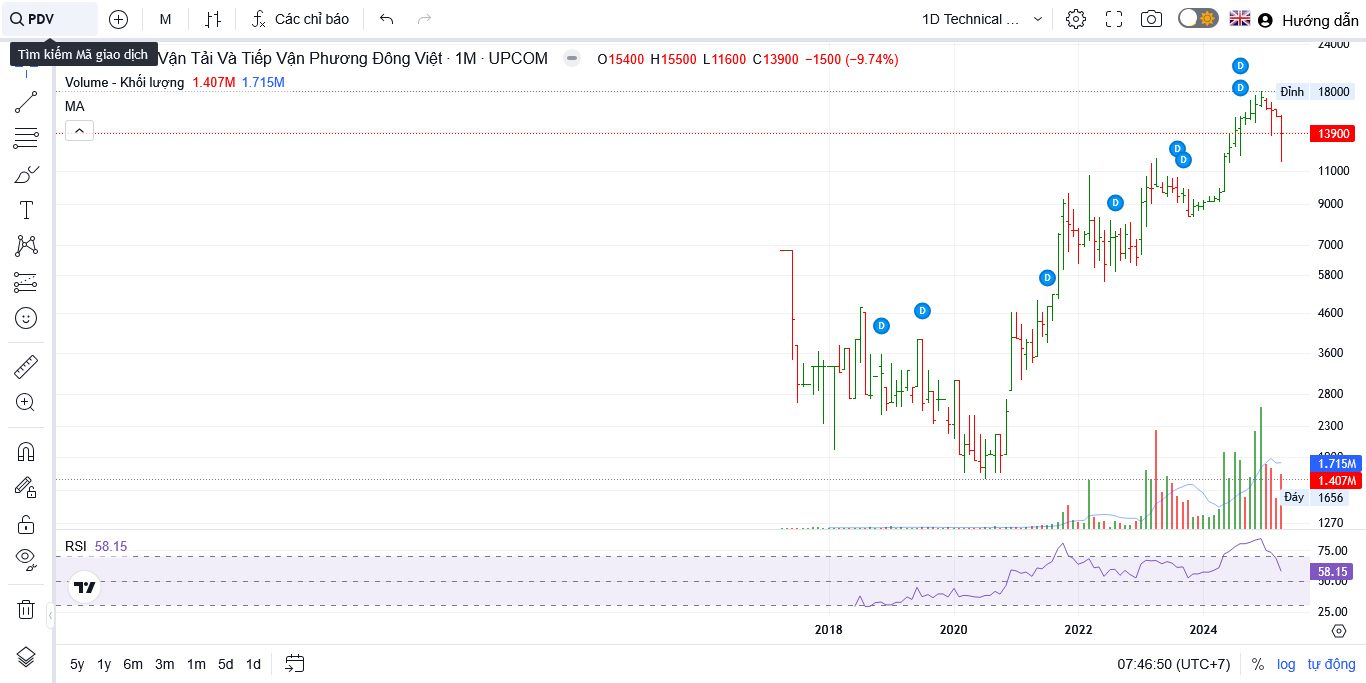 PDV
M
Các chỉ báo
1D Technical ...
Hướng dẫn
Tìm kiếm Mã giao dịch
Vận Tải Và Tiếp Vận Phương Đông Việt · 1M · UPCOM
O15400 H15500 L11600 C13900 −1500 (−9.74%)
Volume - Khối lượng 1.407M 1.715M
MA
24000
D
D
Đỉnh 18000
13900
D
D
11000
D
9000
7000
D
5800
D
D
4600
3600
2800
2300
1800
1.715M
1.407M
Đáy 1656
1270
RSI 58.15
75.00
58.15
50.00
25.00
2018 2020 2022 2024
5y 1y 6m 3m 1m 5d 1d
07:46:50 (UTC+7) % log tự động